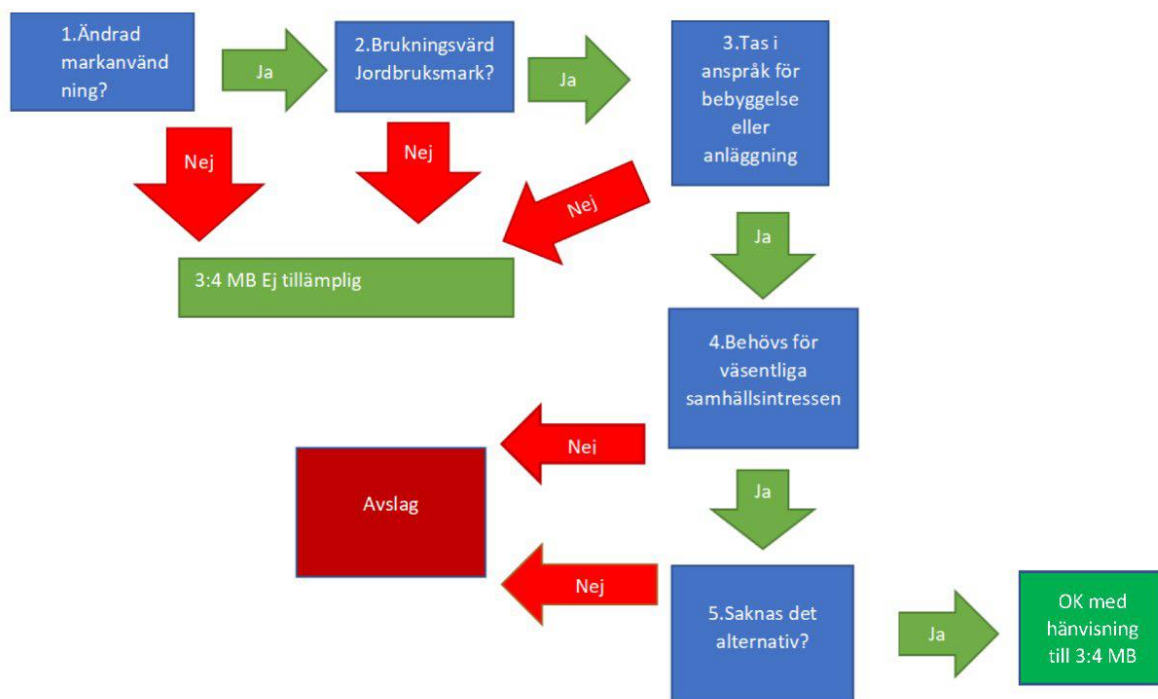 1.Ändrad
markanvänd
ning?
Ja
2.Brukningsvärd
Jordbruksmark?
Ja
3.Tas i
anspråk för
bebyggelse
eller
anläggning
Nej
Nej
Nej
3:4 MB Ej tillämplig
Ja
4.Behövs för
väsentliga
samhällsintressen
Nei
Avslag
Ja
Nej
5.Saknas det
alternativ?
Ja
OK med
hänvisning
till 3:4 MB